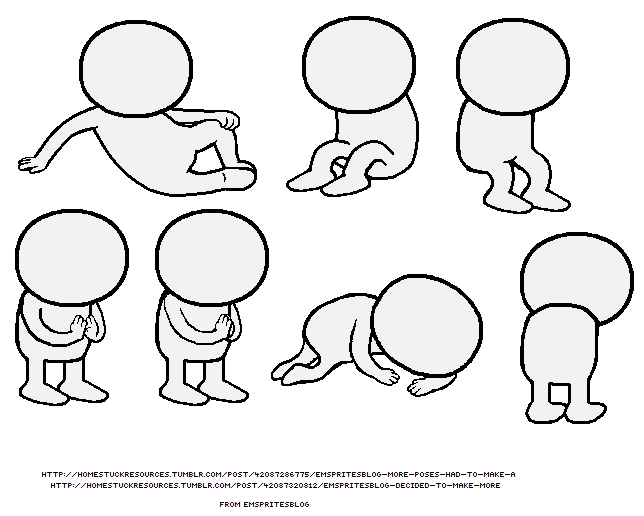 HTTP://HOMESTUCKRESOURCES.TUMBLR.COM/POST/42087286775/EMSPRITESBLOG-MORE-POSES-HAD-TO-MAKE-A
HTTP://HOMESTUCKRESOURCES.TUMBLR.COM/POST/42087320812/EMSPRITESBLOG-DECIDED-TO-MAKE-MORE
FROM EMSPRITESBLOG